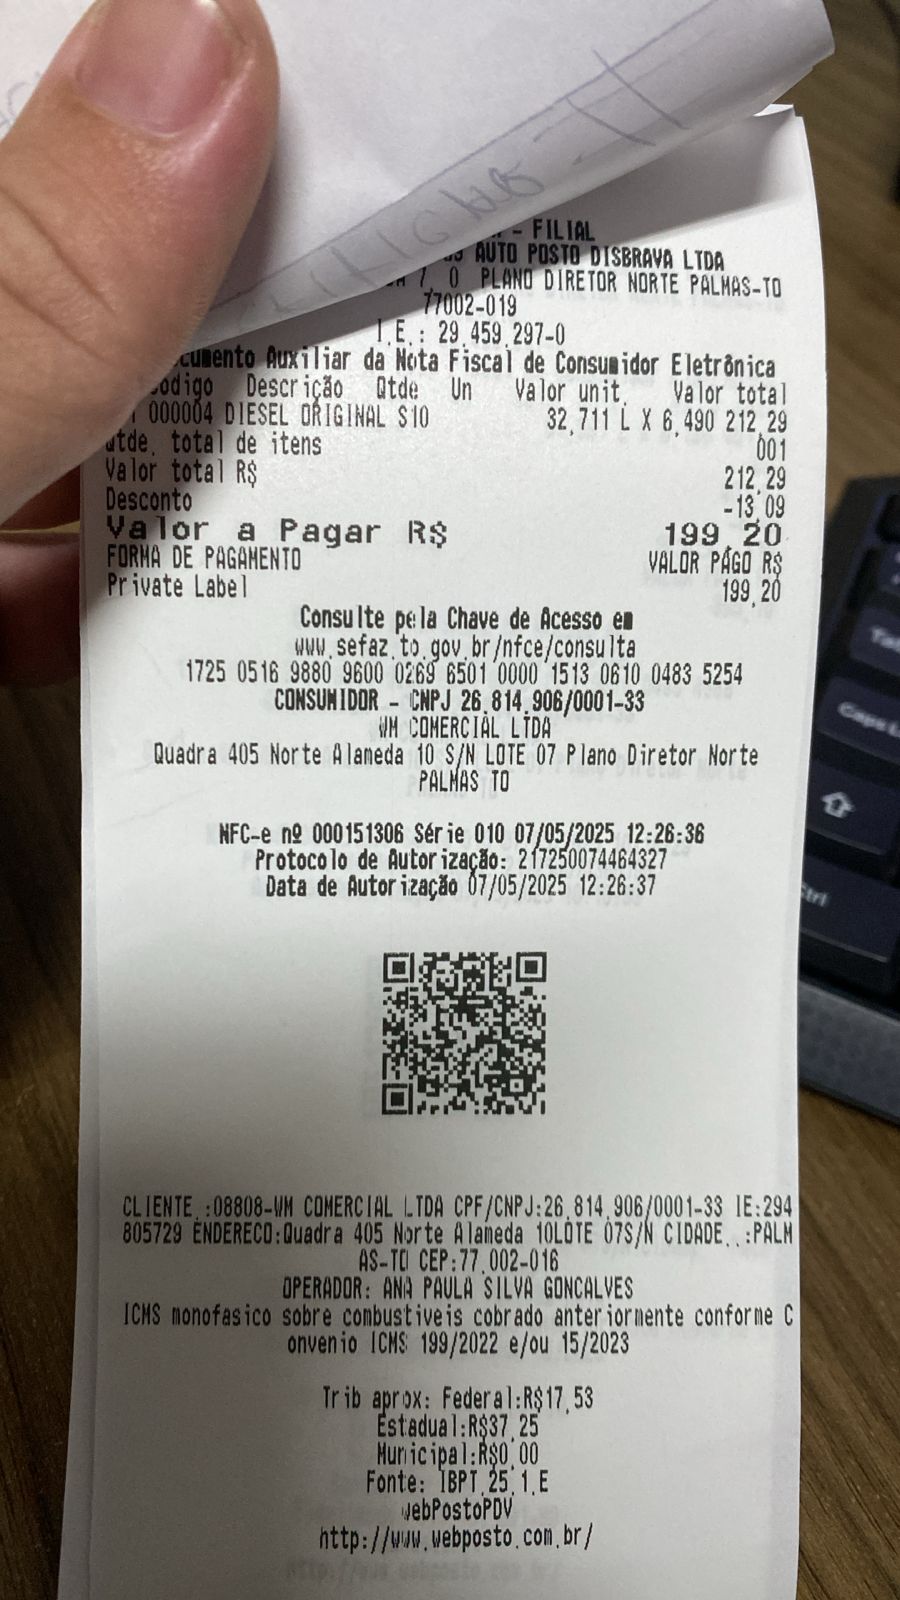 - FILIAL
AUTO POSTO DISBRAVA LTDA
7, 0 PLANO DIRETOR NORTE PALMAS-TO
77002-019
I.E.: 29.459.297-0
cumento Auxiliar da Nota Fiscal de Consumidor Eletrônica
odigo Descrição Qtde Un Valor unit. Valor total
000004 DIESEL ORIGINAL S10 32,711 L X 6,490 212,29
Qtde. total de itens 001
Valor total R$ 212,29
Desconto -13,09
Valor a Pagar R$ 199,20
FORMA DE PAGAMENTO VALOR PAGO R$
Private Label 199,20
Consulte pela Chave de Acesso em
www.sefaz.to.gov.br/nfce/consulta
1725 0516 9880 9600 0269 6501 0000 1513 0610 0483 5254
CONSUMIDOR - CNPJ 26.814.906/0001-33
WM COMERCIAL LTDA
Quadra 405 Norte Alameda 10 S/N LOTE 07 Plano Diretor Norte
PALMAS TO
NFC-e nº 000151306 Série 010 07/05/2025 12:26:36
Protocolo de Autorização: 217250074464327
Data de Autorização 07/05/2025 12:26:37
CLIENTE.:08808-WM COMERCIAL LTDA CPF/CNPJ:26.814.906/0001-33 IE:294
805729 ENDERECO:Quadra 405 Norte Alameda 10LOTE 07S/N CIDADE..:PALM
AS-TO CEP:77.002-016
OPERADOR: ANA PAULA SILVA GONCALVES
ICMS monofasico sobre combustiveis cobrado anteriormente conforme C
onvenio ICMS 199/2022 e/ou 15/2023
Trib aprox: Federal:R$17,53
Estadual:R$37,25
Municipal:R$0,00
Fonte: IBPT.25.1.E
webPostoPDV
http://www.webposto.com.br/